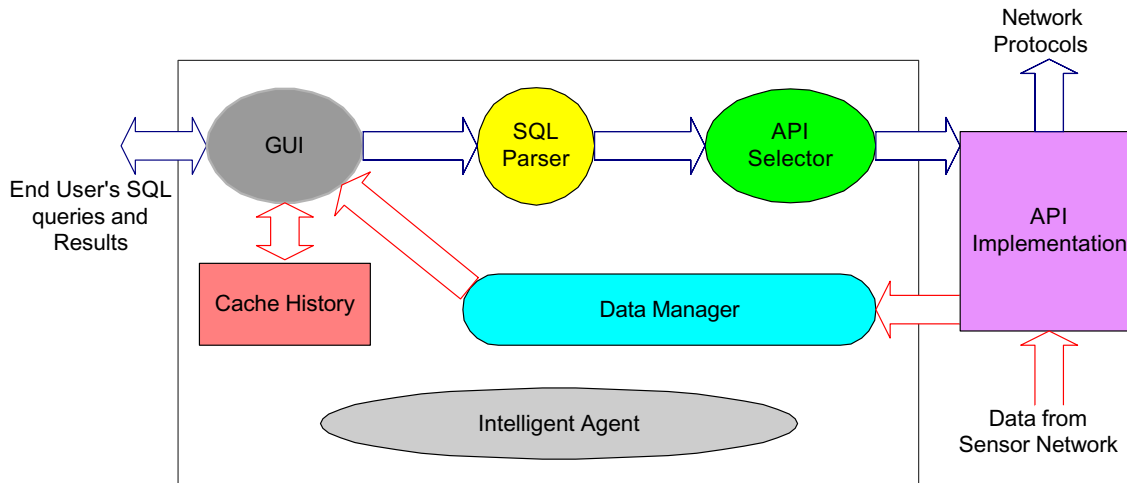 Network
Protocols
GUI
SQL
Parser
API
Selector
End User's SQL
queries and
Results
API
Implementation
Cache History
Data Manager
Intelligent Agent
Data from
Sensor Network